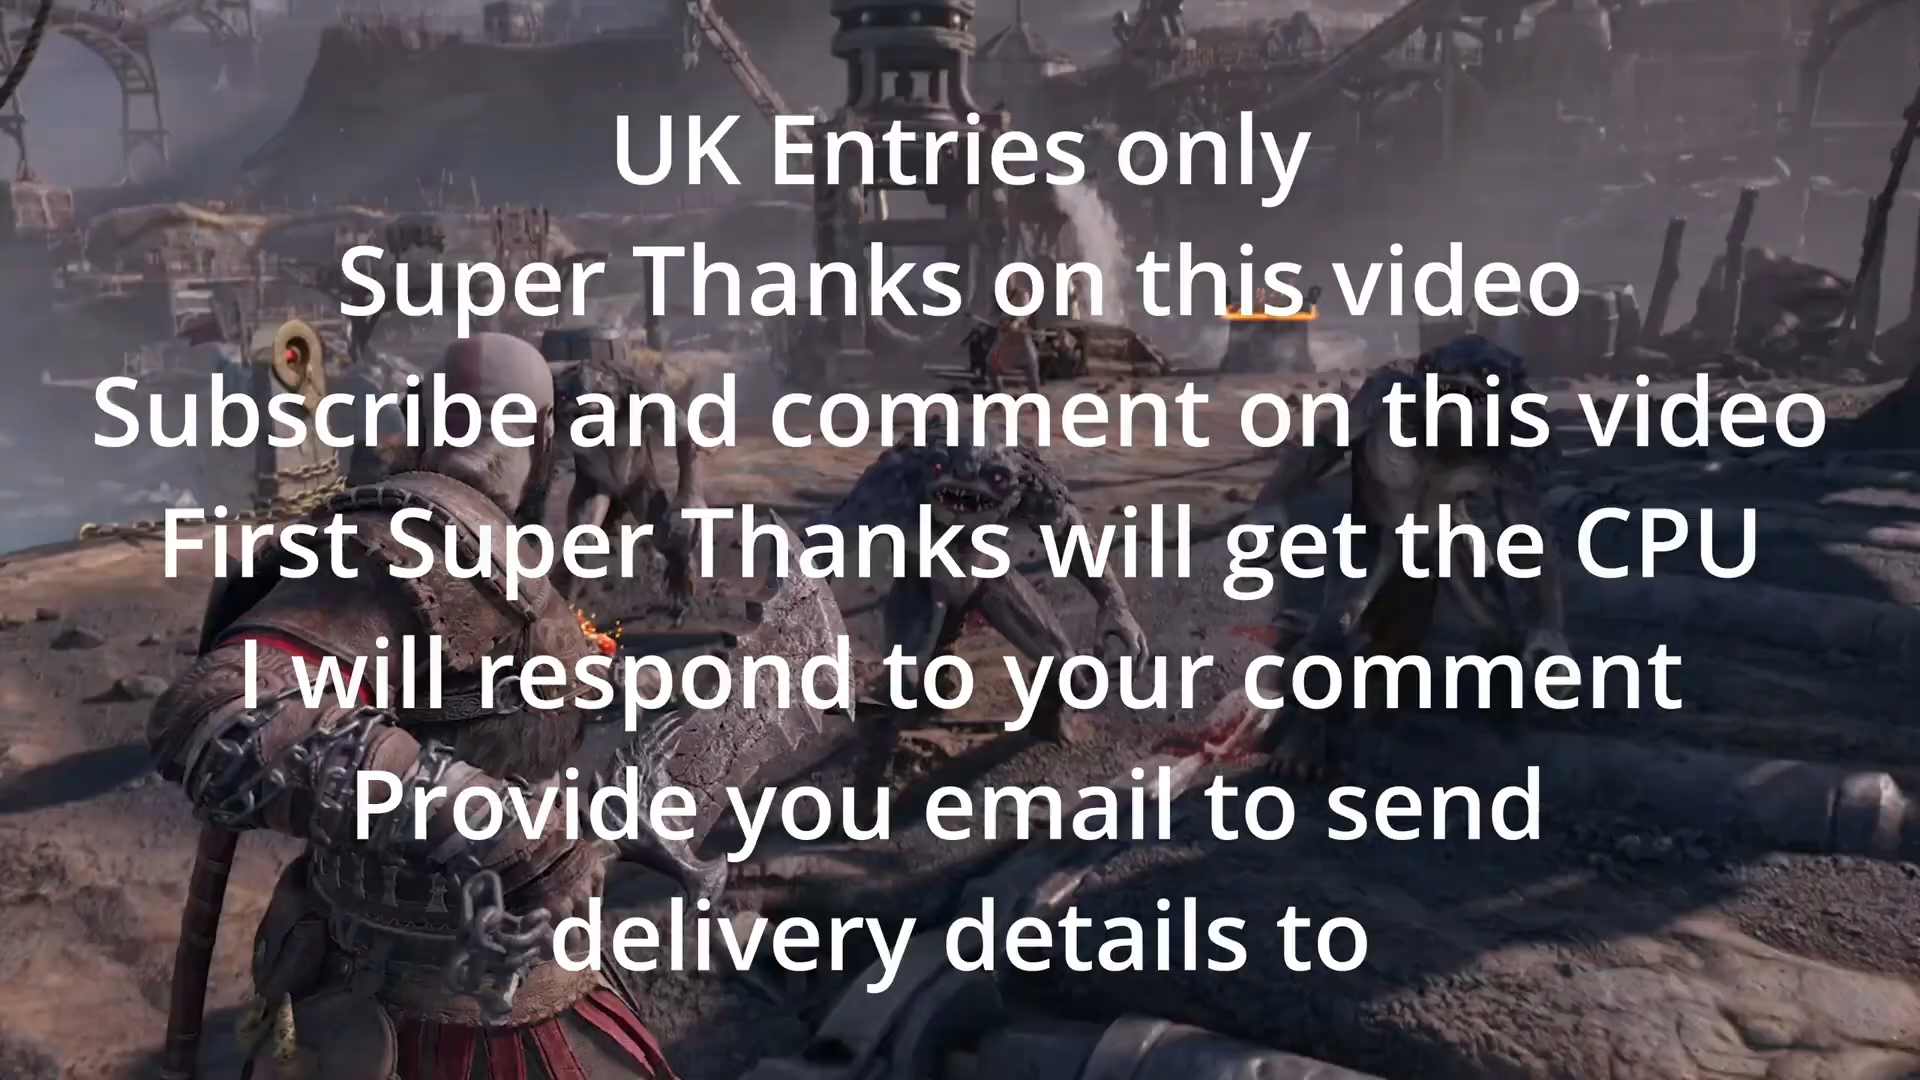 UK Entries only
Super Thanks on this video
Subscribe and comment on this video
First Super Thanks will get the CPU
I will respond to your comment
Provide you email to send
delivery details to